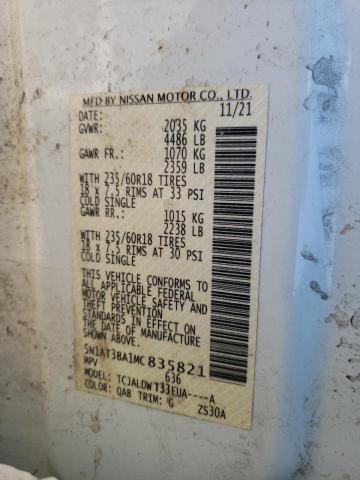 MFD BY NISSAN MOTOR CO., LTD.
DATE: 11/21
GVWR: 2035 KG
4486 LB
GAWR FR.: 1070 KG
2359 LB
WITH 235/60R18 TIRES
18 x 7.5 RIMS AT 33 PSI
COLD SINGLE
GAWR RR.: 1015 KG
2238 LB
WITH 235/60R18 TIRES
18 x 7.5 RIMS AT 30 PSI
COLD SINGLE
THIS VEHICLE CONFORMS TO
ALL APPLICABLE FEDERAL
MOTOR VEHICLE SAFETY AND
THEFT PREVENTION
STANDARDS IN EFFECT ON
THE DATE OF MANUFACTURE
SHOWN ABOVE.
5N1AT3BA1MC 835821
MPV 636
MODEL: TCJALDWT33EUA----A
COLOR: QAB TRIM: G ZS30A